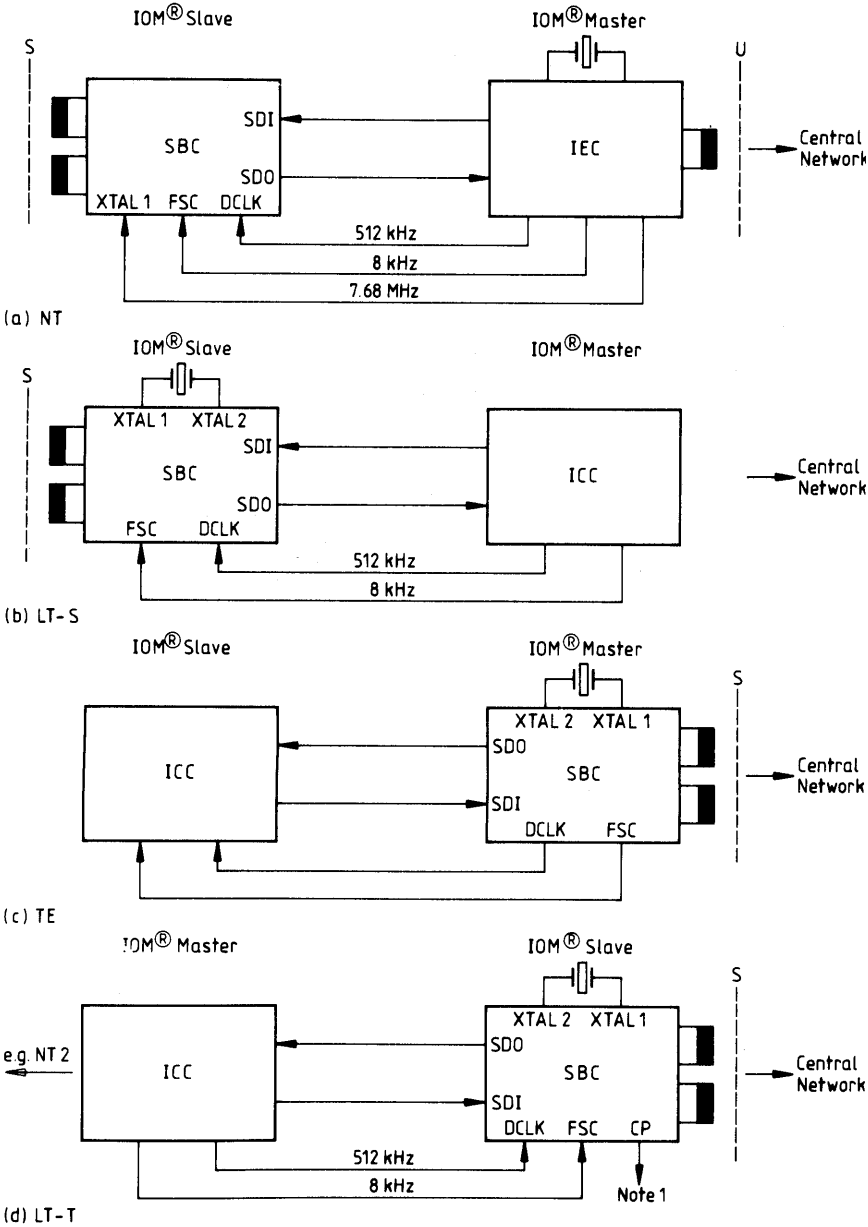 IOM® Slave
IOM® Master
S
U
SDI
SBC
IEC
SDO
XTAL 1 FSC DCLK
Central
Network
512 kHz
8 kHz
7.68 MHz
(a) NT
IOM® Slave
IOM® Master
S
XTAL 1 XTAL 2
SDI
SBC
ICC
SDO
FSC DCLK
Central
Network
512 kHz
8 kHz
(b) LT-S
IOM® Slave
IOM® Master
S
XTAL 2 XTAL 1
SDO
ICC
SBC
SDI
DCLK FSC
Central
Network
(c) TE
IOM® Master
IOM® Slave
S
XTAL 2 XTAL 1
SDO
e.g. NT 2
ICC
SBC
SDI
DCLK FSC CP
Central
Network
512 kHz
8 kHz
Note 1
(d) LT-T